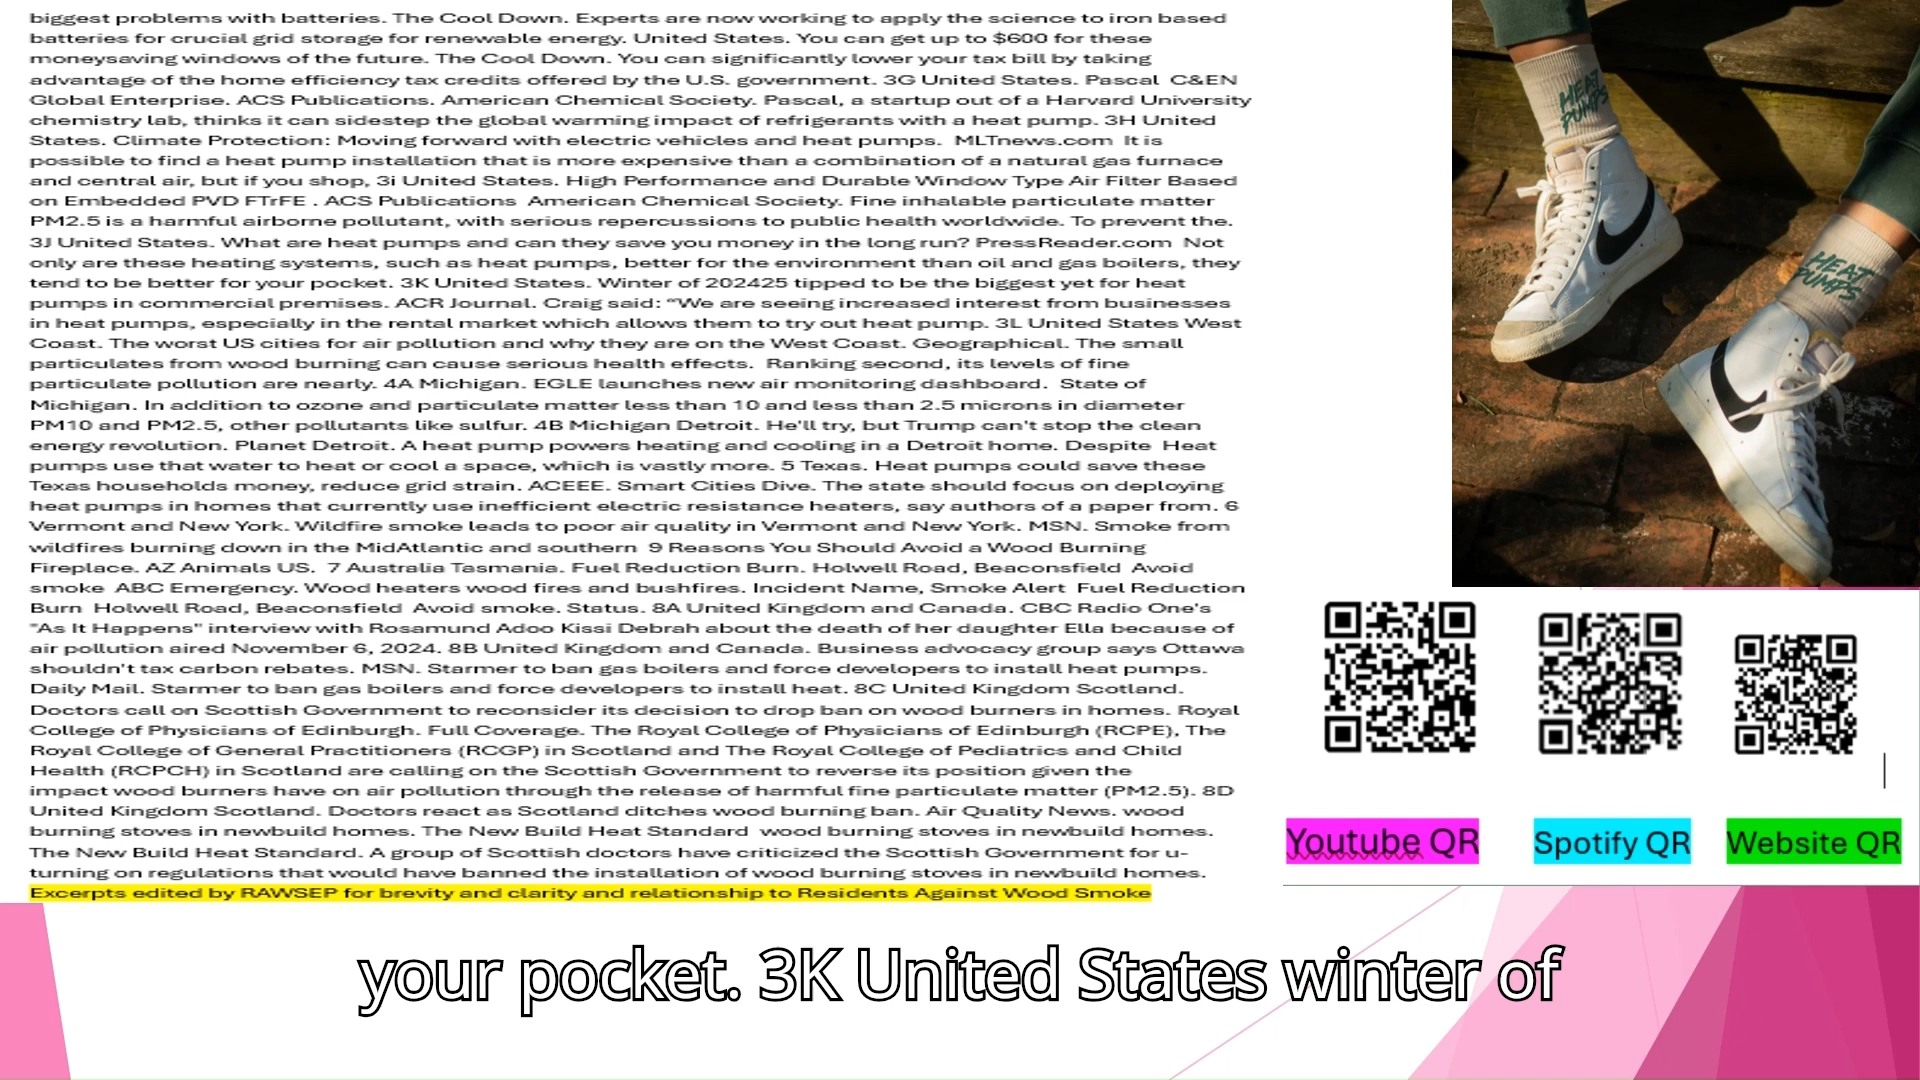 biggest problems with batteries. The Cool Down. Experts are now working to apply the science to iron based
batteries for crucial grid storage for renewable energy. United States. You can get up to $600 for these
moneysaving windows of the future. The Cool Down. You can significantly lower your tax bill by taking
advantage of the home efficiency tax credits offered by the U.S. government. 3G United States. Pascal  C&EN
Global Enterprise. ACS Publications. American Chemical Society. Pascal, a startup out of a Harvard University
chemistry lab, thinks it can sidestep the global warming impact of refrigerants with a heat pump. 3H United
States. Climate Protection: Moving forward with electric vehicles and heat pumps.  MLTnews.com  It is
possible to find a heat pump installation that is more expensive than a combination of a natural gas furnace
and central air, but if you shop, 3i United States. High Performance and Durable Window Type Air Filter Based
on Embedded PVD FTrFE . ACS Publications  American Chemical Society. Fine inhalable particulate matter
PM2.5 is a harmful airborne pollutant, with serious repercussions to public health worldwide. To prevent the.
3J United States. What are heat pumps and can they save you money in the long run? PressReader.com  Not
only are these heating systems, such as heat pumps, better for the environment than oil and gas boilers, they
tend to be better for your pocket. 3K United States. Winter of 202425 tipped to be the biggest yet for heat
pumps in commercial premises. ACR Journal. Craig said: “We are seeing increased interest from businesses
in heat pumps, especially in the rental market which allows them to try out heat pump. 3L United States West
Coast. The worst US cities for air pollution and why they are on the West Coast. Geographical. The small
particulates from wood burning can cause serious health effects.  Ranking second, its levels of fine
particulate pollution are nearly. 4A Michigan. EGLE launches new air monitoring dashboard.  State of
Michigan. In addition to ozone and particulate matter less than 10 and less than 2.5 microns in diameter
PM10 and PM2.5, other pollutants like sulfur. 4B Michigan Detroit. He'll try, but Trump can't stop the clean
energy revolution. Planet Detroit. A heat pump powers heating and cooling in a Detroit home. Despite  Heat
pumps use that water to heat or cool a space, which is vastly more. 5 Texas. Heat pumps could save these
Texas households money, reduce grid strain. ACEEE. Smart Cities Dive. The state should focus on deploying
heat pumps in homes that currently use inefficient electric resistance heaters, say authors of a paper from. 6
Vermont and New York. Wildfire smoke leads to poor air quality in Vermont and New York. MSN. Smoke from
wildfires burning down in the MidAtlantic and southern  9 Reasons You Should Avoid a Wood Burning
Fireplace. AZ Animals US.  7 Australia Tasmania. Fuel Reduction Burn. Holwell Road, Beaconsfield  Avoid
smoke  ABC Emergency. Wood heaters wood fires and bushfires. Incident Name, Smoke Alert  Fuel Reduction
Burn  Holwell Road, Beaconsfield  Avoid smoke. Status. 8A United Kingdom and Canada. CBC Radio One's
"As It Happens" interview with Rosamund Adoo Kissi Debrah about the death of her daughter Ella because of
air pollution aired November 6, 2024. 8B United Kingdom and Canada. Business advocacy group says Ottawa
shouldn't tax carbon rebates. MSN. Starmer to ban gas boilers and force developers to install heat pumps.
Daily Mail. Starmer to ban gas boilers and force developers to install heat. 8C United Kingdom Scotland.
Doctors call on Scottish Government to reconsider its decision to drop ban on wood burners in homes. Royal
College of Physicians of Edinburgh. Full Coverage. The Royal College of Physicians of Edinburgh (RCPE), The
Royal College of General Practitioners (RCGP) in Scotland and The Royal College of Pediatrics and Child
Health (RCPCH) in Scotland are calling on the Scottish Government to reverse its position given the
impact wood burners have on air pollution through the release of harmful fine particulate matter (PM2.5). 8D
United Kingdom Scotland. Doctors react as Scotland ditches wood burning ban. Air Quality News. wood
burning stoves in newbuild homes. The New Build Heat Standard  wood burning stoves in newbuild homes.
The New Build Heat Standard. A group of Scottish doctors have criticized the Scottish Government for u-
turning on regulations that would have banned the installation of wood burning stoves in newbuild homes.
Excerpts edited by RAWSEP for brevity and clarity and relationship to Residents Against Wood Smoke
HEAT
PUMPS
HEAT
PUMPS
Youtube QR
Spotify QR
Website QR
your pocket. 3K United States winter of